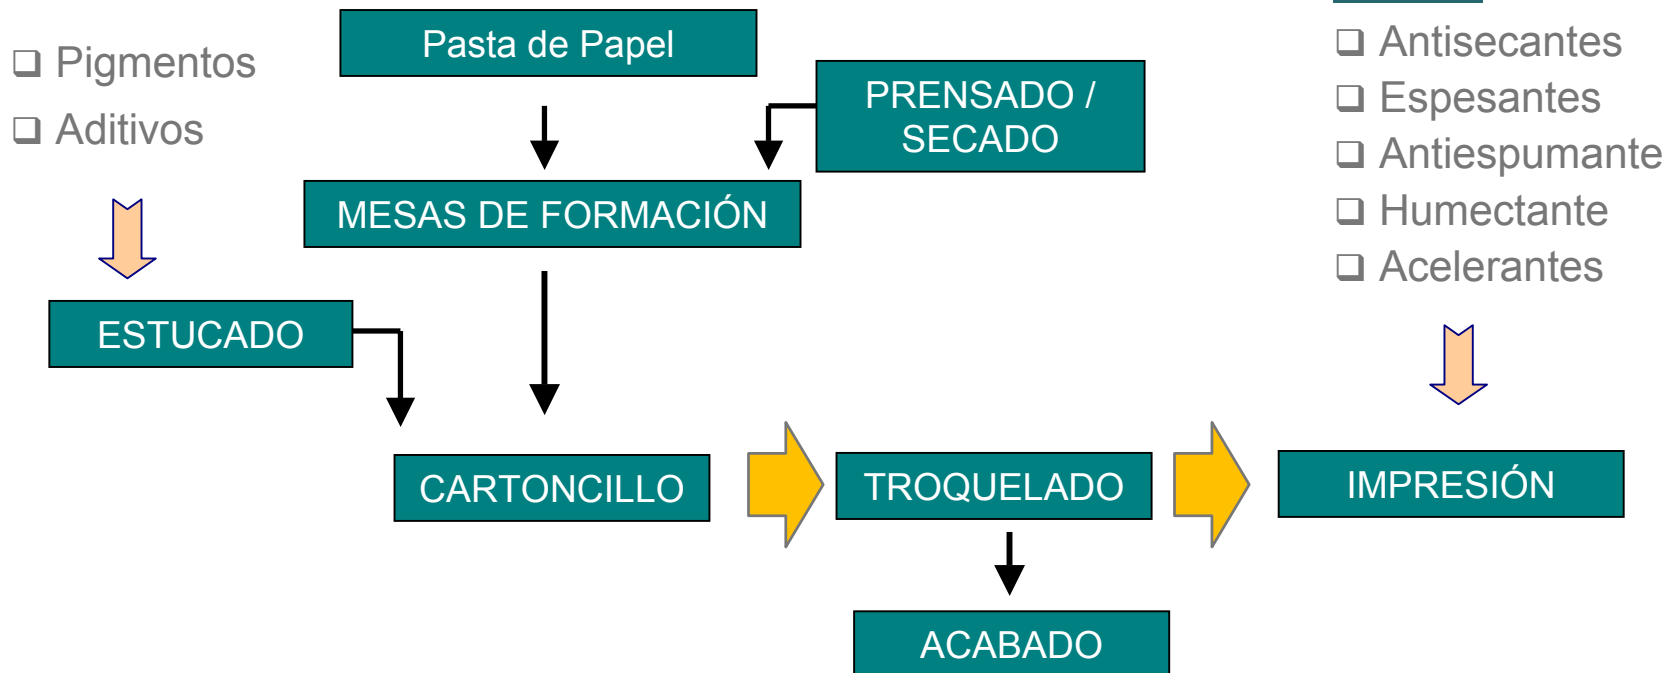 Pigmentos
Aditivos
Pasta de Papel
PRENSADO /
SECADO
MESAS DE FORMACIÓN
ESTUCADO
CARTONCILLO
TROQUELADO
ACABADO
Antisecantes
Espesantes
Antiespumante
Humectante
Acelerantes
IMPRESIÓN